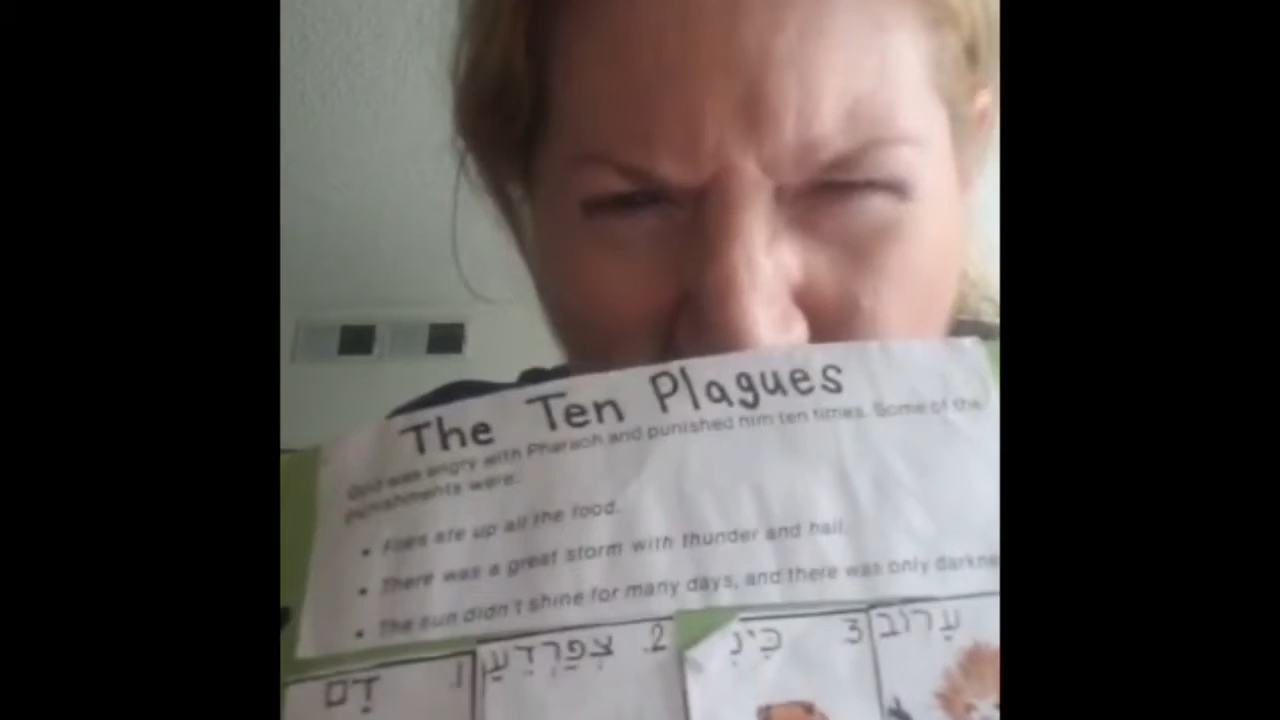 The Ten Plagues
God was angry with Pharaoh and punished him ten times. Some of the
punishments were:
• Flies ate up all the food.
• There was a great storm with thunder and hail.
• The sun didn't shine for many days, and there was only darkne
1. דָם
2. צְפַרְדֵעַ
3 כִּינִ
עָרוֹב